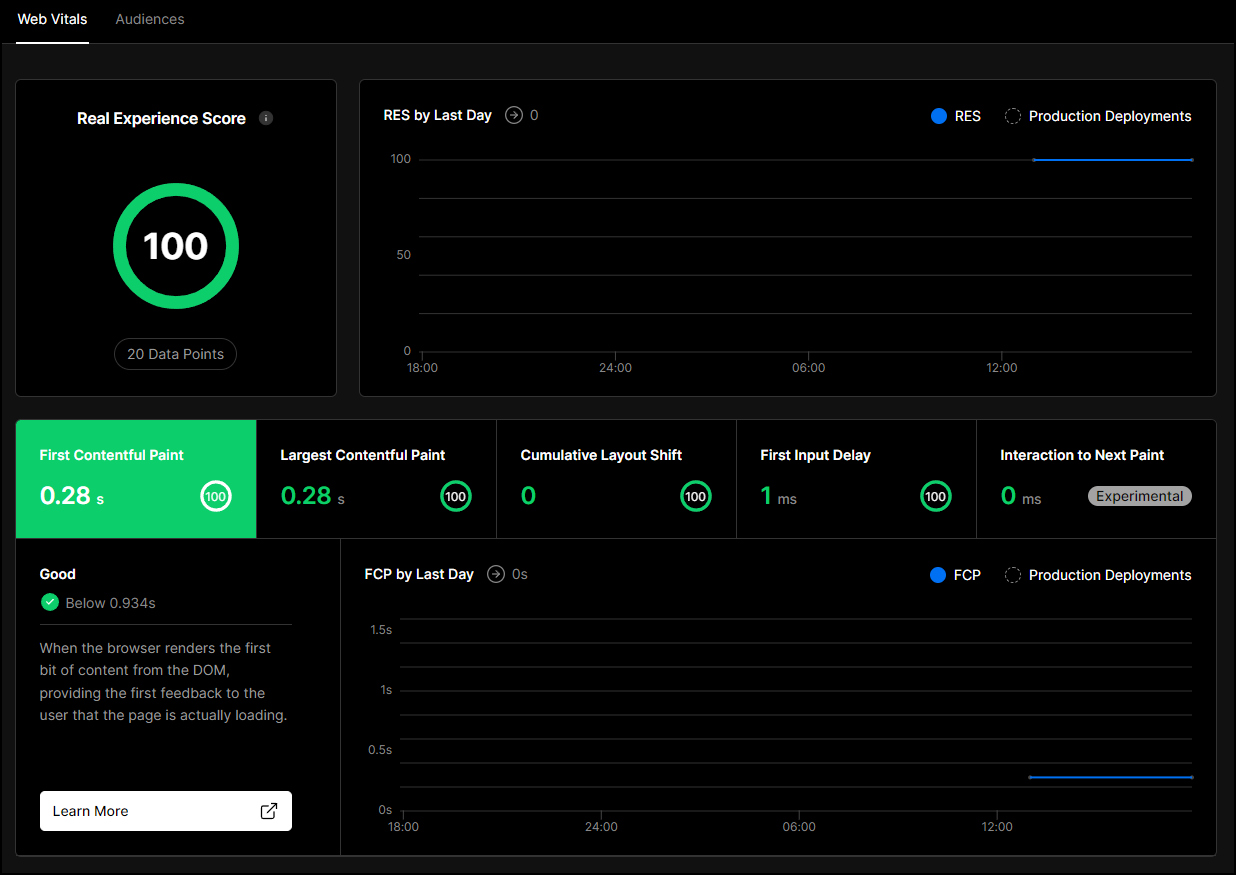 Web Vitals Audiences
Real Experience Score
100
20 Data Points
RES by Last Day 0
RES Production Deployments
100
50
0
18:00 24:00 06:00 12:00
First Contentful Paint
0.28 s 100
Largest Contentful Paint
0.28 s 100
Cumulative Layout Shift
0 100
First Input Delay
1 ms 100
Interaction to Next Paint
0 ms Experimental
Good
Below 0.934s
When the browser renders the first
bit of content from the DOM,
providing the first feedback to the
user that the page is actually loading.
Learn More
FCP by Last Day 0s
FCP Production Deployments
1.5s
1s
0.5s
0s
18:00 24:00 06:00 12:00